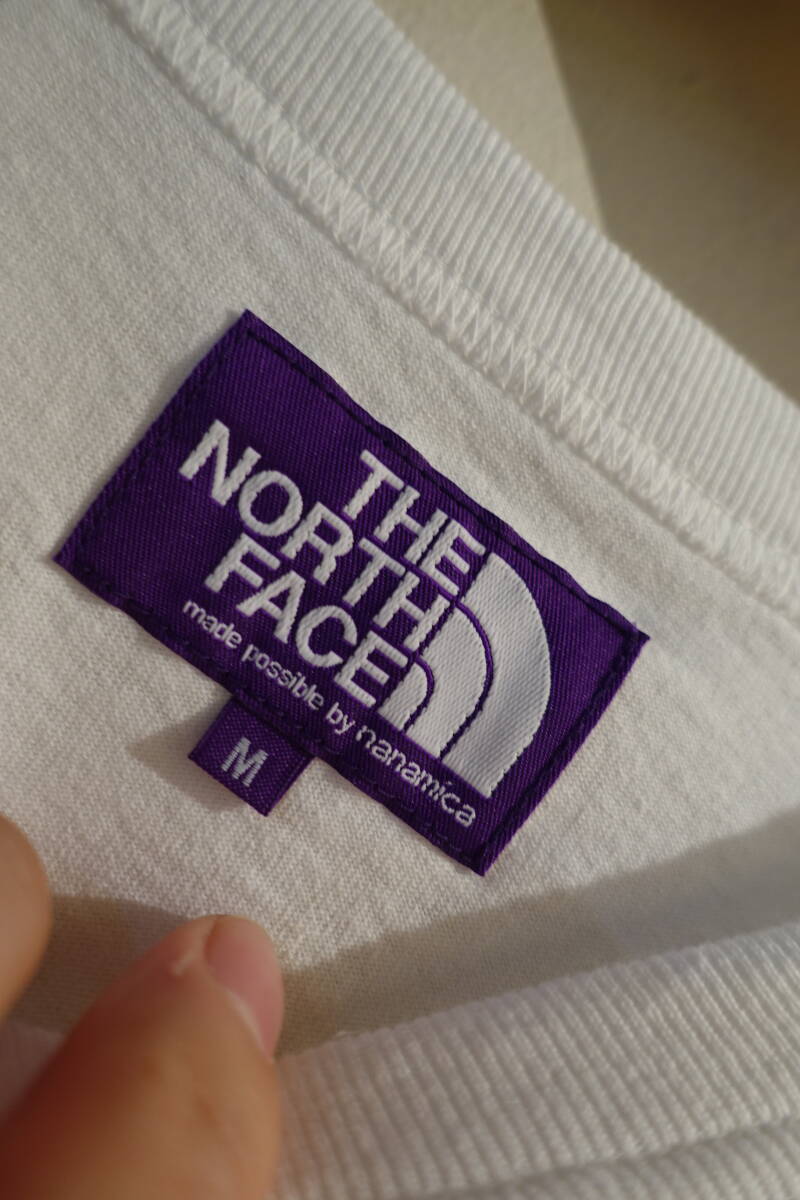 THE
NORTH
FACE
made possible by nanamica
M